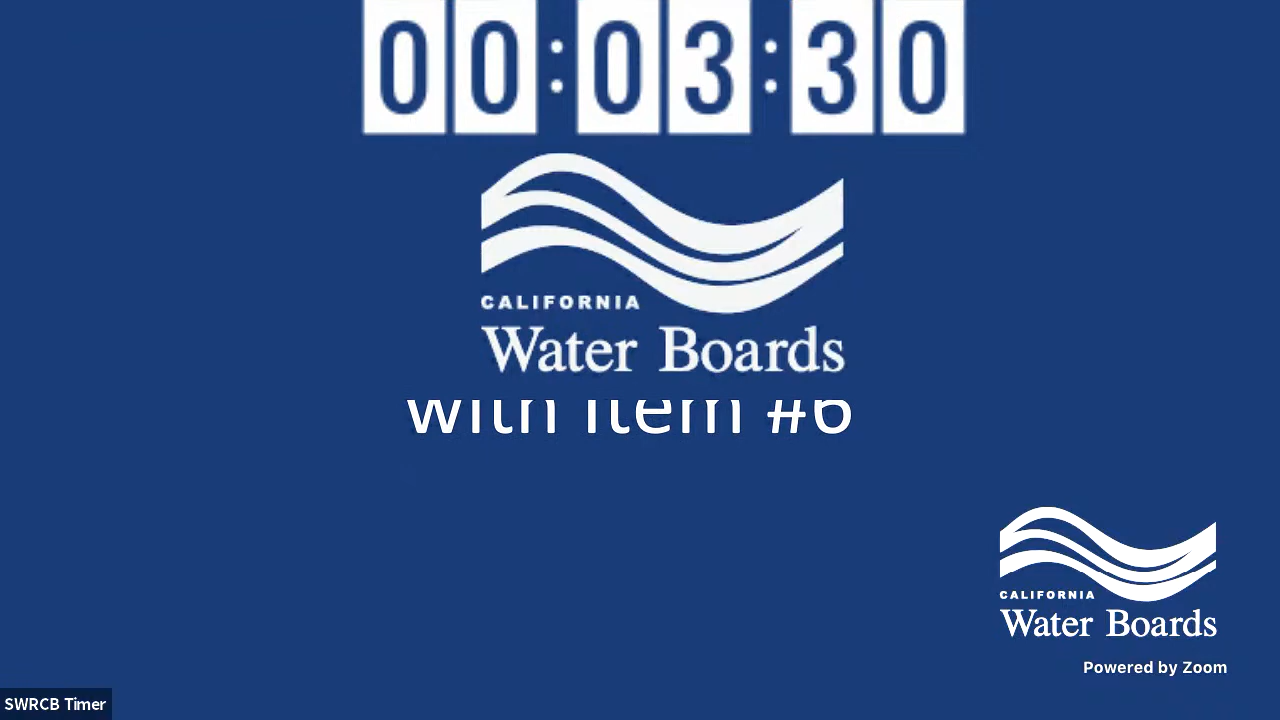 00:03:30
CALIFORNIA
Water Boards
with Item #6
CALIFORNIA
Water Boards
Powered by Zoom
SWRCB Timer